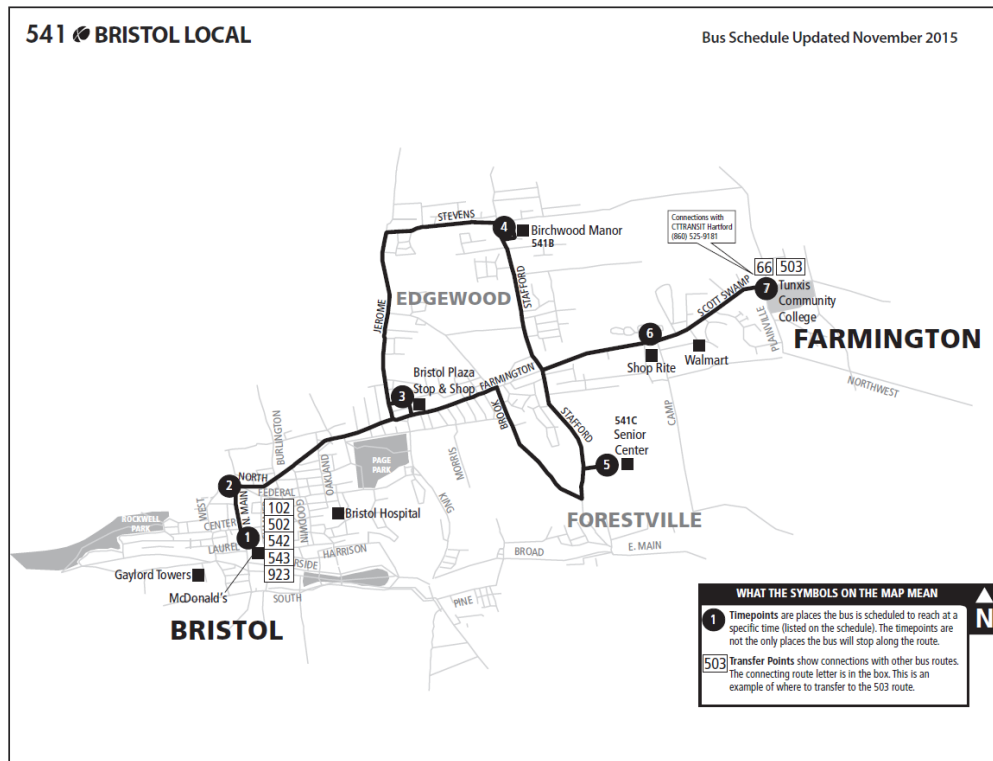 541 BRISTOL LOCAL
Bus Schedule Updated November 2015
STEVENS
4
Birchwood Manor
541B
Connections with
CTTRANSIT Hartford
(860) 525-9181
66 503
7
Tunxis
Community
College
SCOTT SWAMP
PLAINVILLE
FARMINGTON
NORTHWEST
EDGEWOOD
JEROME
STAFFORD
6
Shop Rite
Walmart
CAMP
Bristol Plaza
Stop & Shop
3
FARMINGTON
BROOK
STAFFORD
541C
Senior
Center
5
FORESTVILLE
BURLINGTON
OAKLAND
PAGE
PARK
MORRIS
KING
2
NORTH
N. MAIN
WEST
FEDERAL
CENTER
GOODWIN
102
502
542
543
923
Bristol Hospital
ROCKWELL
PARK
1
LAUREL
HARRISON
RSIDE
Gaylord Towers
McDonald's
SOUTH
BRISTOL
BROAD
E. MAIN
PINE
WHAT THE SYMBOLS ON THE MAP MEAN
N
1 Timepoints are places the bus is scheduled to reach at a
specific time (listed on the schedule). The timepoints are
not the only places the bus will stop along the route.
503 Transfer Points show connections with other bus routes.
The connecting route letter is in the box. This is an
example of where to transfer to the 503 route.